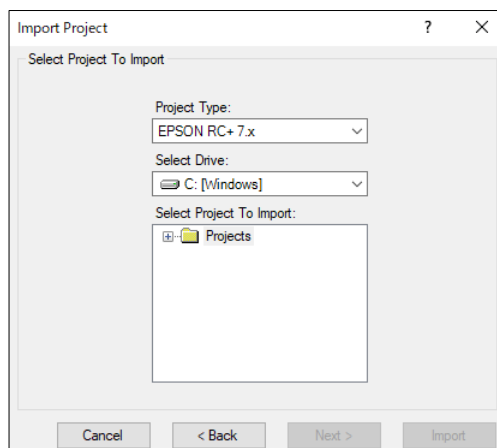 Import Project
?
Select Project To Import
Project Type:
EPSON RC+ 7.x
Select Drive:
C: [Windows]
Select Project To Import:
Projects
Cancel
< Back
Next >
Import